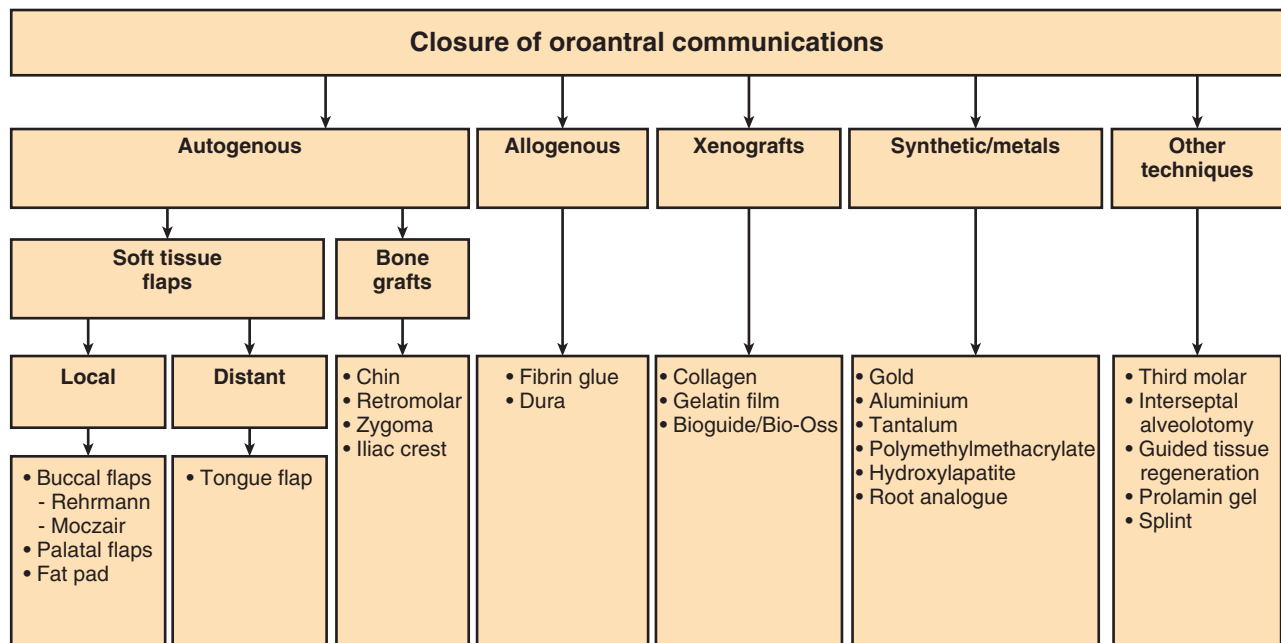 Closure of oroantral communications
Autogenous
Allogenous
Xenografts
Synthetic/metals
Other
techniques
Soft tissue
flaps
Bone
grafts
Local
Distant
• Buccal flaps
- Rehrmann
- Moczair
• Palatal flaps
• Fat pad
• Tongue flap
• Chin
• Retromolar
• Zygoma
• Iliac crest
• Fibrin glue
• Dura
• Collagen
• Gelatin film
• Bioguide/Bio-Oss
• Gold
• Aluminium
• Tantalum
• Polymethylmethacrylate
• Hydroxylapatite
• Root analogue
• Third molar
• Interseptal
alveolotomy
• Guided tissue
regeneration
• Prolamin gel
• Splint